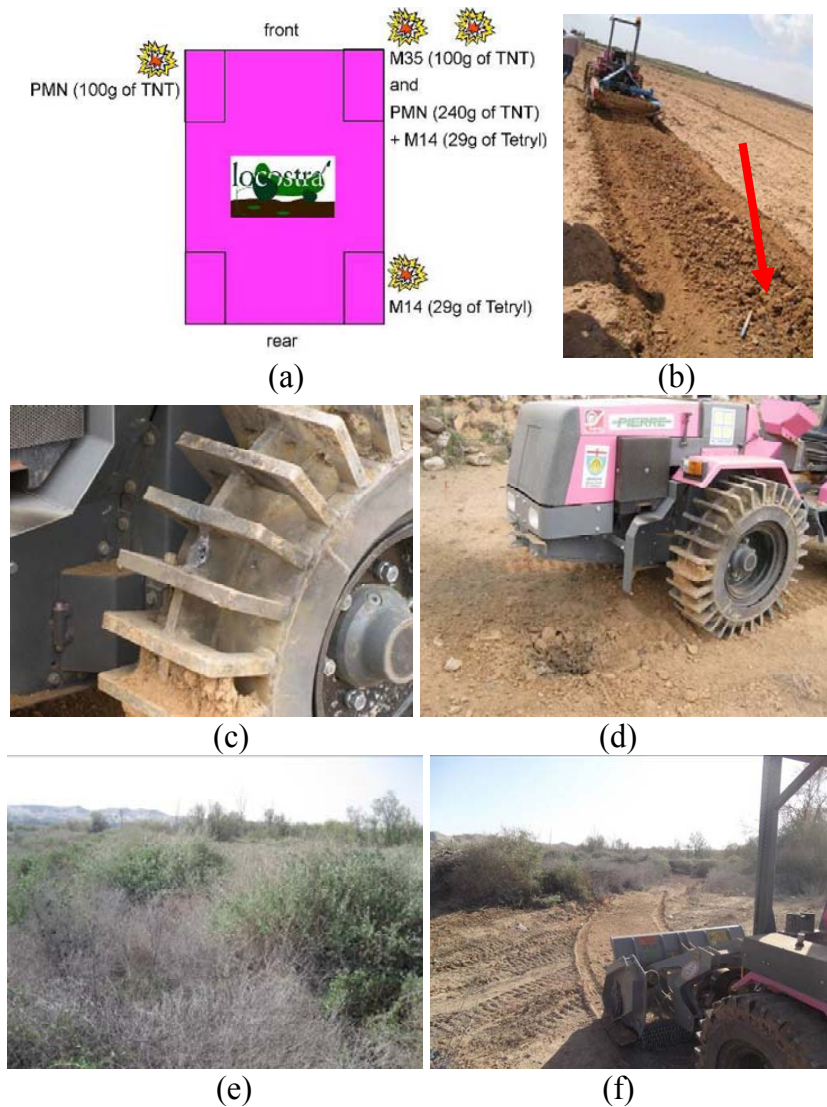 front
M35 (100g of TNT)
and
PMN (240g of TNT)
+ M14 (29g of Tetryl)
PMN (100g of TNT)
locostra
M14 (29g of Tetryl)
rear
(a)
(b)
(c)
PIERRE
(d)
(e)
(f)